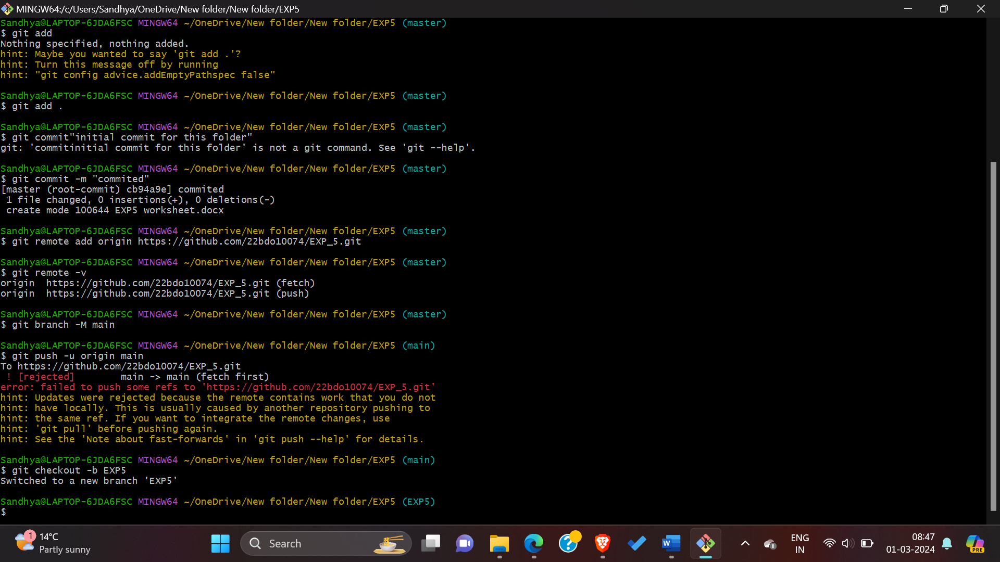 MINGW64:/c/Users/Sandhya/OneDrive/New folder/New folder/EXP5
Sandhya@LAPTOP-6JDA6FSC MINGW64 ~/OneDrive/New folder/New folder/EXP5 (master)
$ git add
Nothing specified, nothing added.
hint: Maybe you wanted to say 'git add .'?
hint: Turn this message off by running
hint: "git config advice.addEmptyPathspec false"
Sandhya@LAPTOP-6JDA6FSC MINGW64 ~/OneDrive/New folder/New folder/EXP5 (master)
$ git add .
Sandhya@LAPTOP-6JDA6FSC MINGW64 ~/OneDrive/New folder/New folder/EXP5 (master)
$ git commit"initial commit for this folder"
git: 'commitinitial commit for this folder' is not a git command. See 'git --help'.
Sandhya@LAPTOP-6JDA6FSC MINGW64 ~/OneDrive/New folder/New folder/EXP5 (master)
$ git commit -m "commited"
[master (root-commit) cb94a9e] commited
 1 file changed, 0 insertions(+), 0 deletions(-)
 create mode 100644 EXP5 worksheet.docx
Sandhya@LAPTOP-6JDA6FSC MINGW64 ~/OneDrive/New folder/New folder/EXP5 (master)
$ git remote add origin https://github.com/22bdo10074/EXP_5.git
Sandhya@LAPTOP-6JDA6FSC MINGW64 ~/OneDrive/New folder/New folder/EXP5 (master)
$ git remote -v
origin  https://github.com/22bdo10074/EXP_5.git (fetch)
origin  https://github.com/22bdo10074/EXP_5.git (push)
Sandhya@LAPTOP-6JDA6FSC MINGW64 ~/OneDrive/New folder/New folder/EXP5 (master)
$ git branch -M main
Sandhya@LAPTOP-6JDA6FSC MINGW64 ~/OneDrive/New folder/New folder/EXP5 (main)
$ git push -u origin main
To https://github.com/22bdo10074/EXP_5.git
 ! [rejected]        main -> main (fetch first)
error: failed to push some refs to 'https://github.com/22bdo10074/EXP_5.git'
hint: Updates were rejected because the remote contains work that you do not
hint: have locally. This is usually caused by another repository pushing to
hint: the same ref. If you want to integrate the remote changes, use
hint: 'git pull' before pushing again.
hint: See the 'Note about fast-forwards' in 'git push --help' for details.
Sandhya@LAPTOP-6JDA6FSC MINGW64 ~/OneDrive/New folder/New folder/EXP5 (main)
$ git checkout -b EXP5
Switched to a new branch 'EXP5'
Sandhya@LAPTOP-6JDA6FSC MINGW64 ~/OneDrive/New folder/New folder/EXP5 (EXP5)
$
1
14°C
Partly sunny
Search
W
ENG
IN
08:47
01-03-2024
PRE